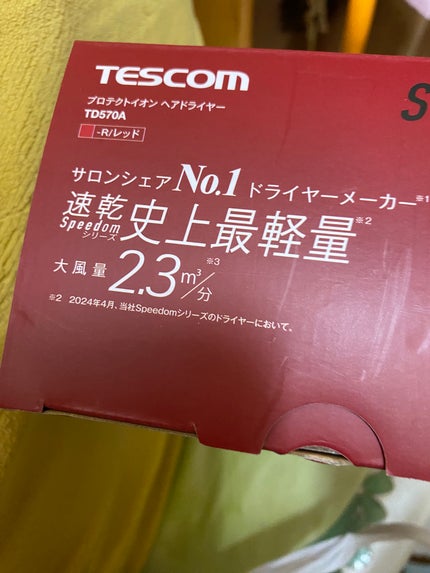 TESCOM
S
プロテクトイオン ヘアドライヤー
TD570A
-R/レッド
サロンシェアNo.1ドライヤーメーカー※1
速乾
Speedom
シリーズ
史上最軽量※2
大風量2.3m³/分※3
※2 2024年4月、当社Speedomシリーズのドライヤーにおいて、